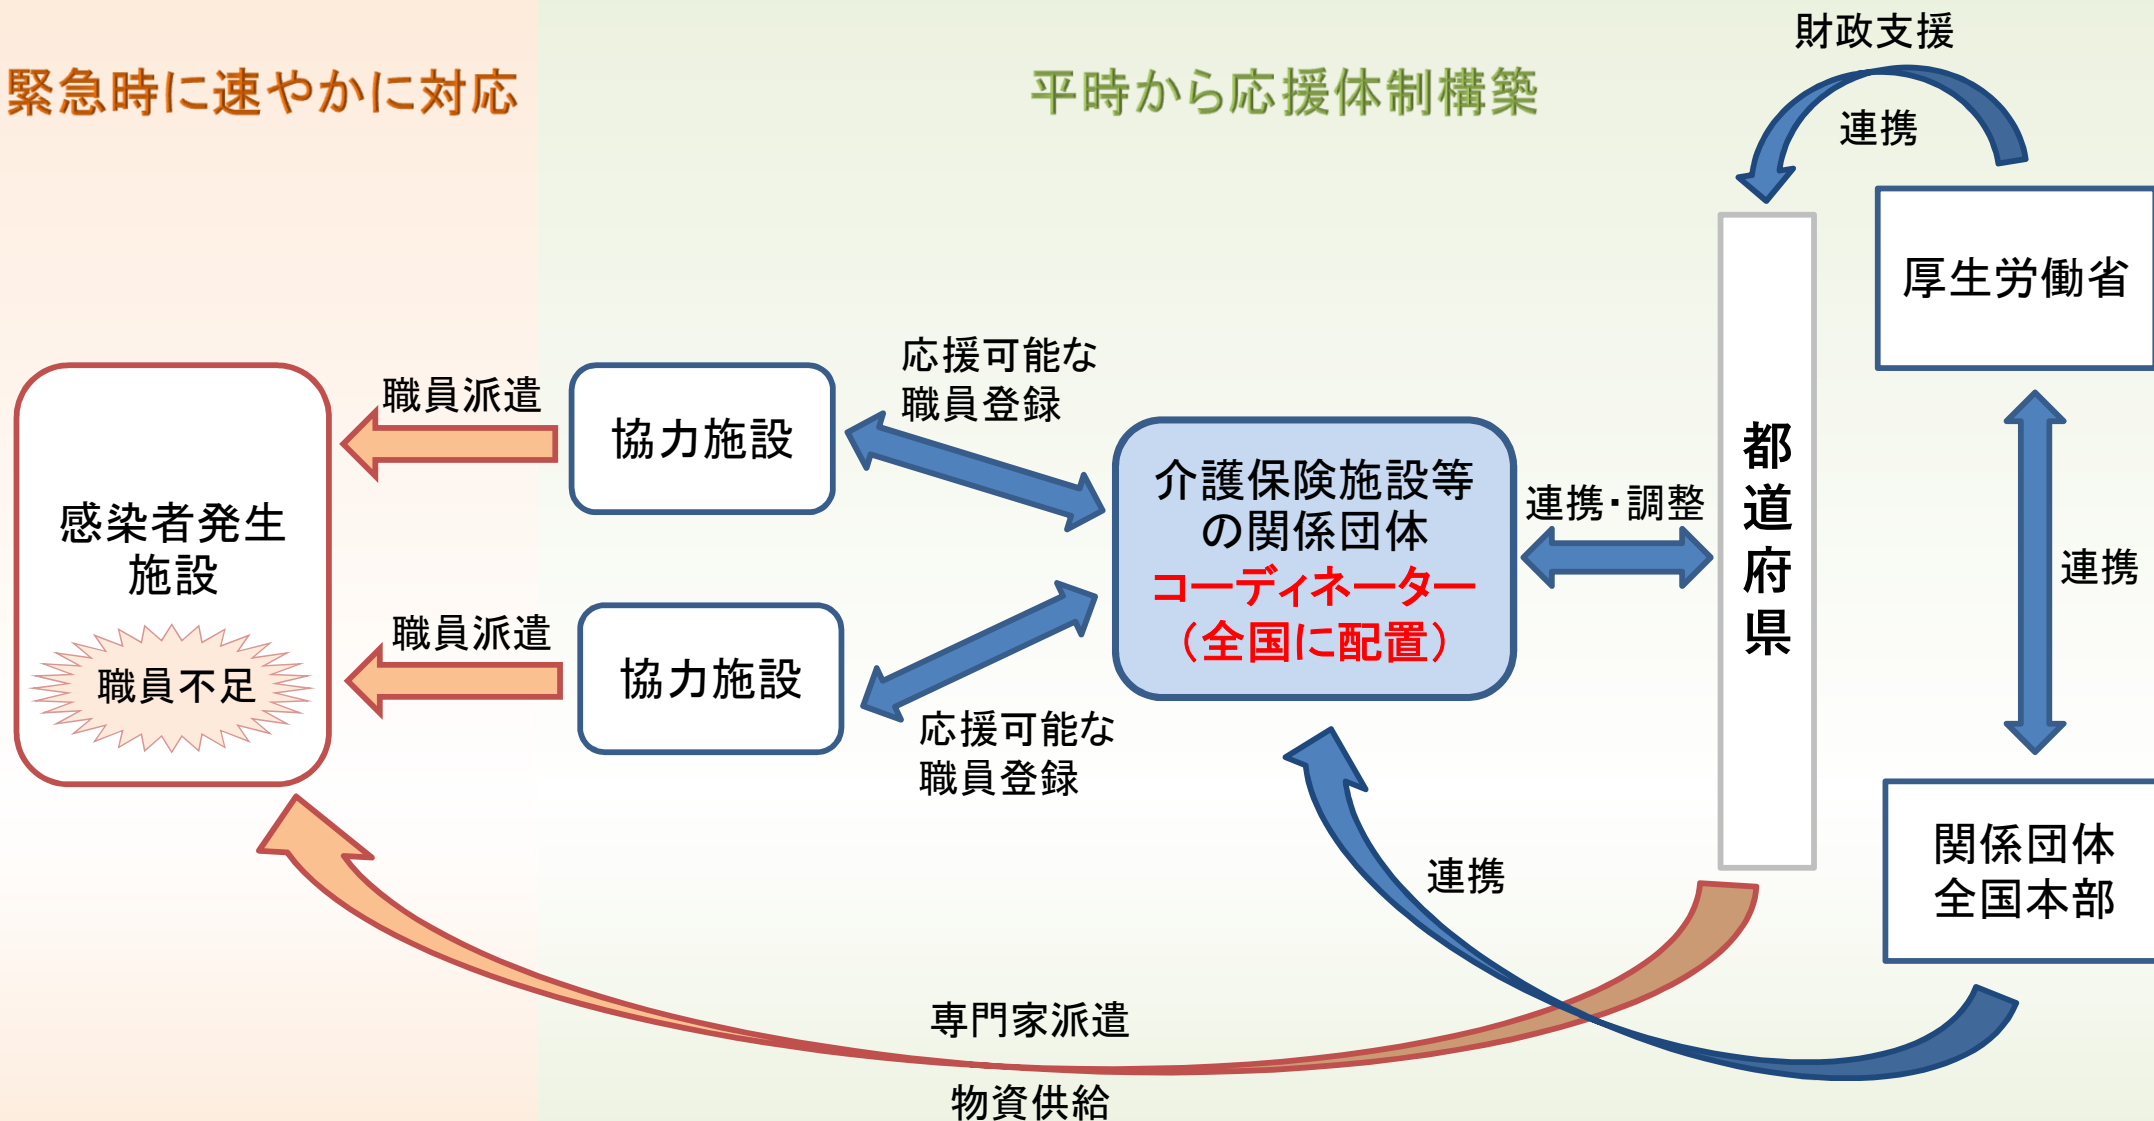 財政支援
緊急時に速やかに対応
平時から応援体制構築
連携
厚生労働省
応援可能な
職員登録
職員派遣
協力施設
都
道
府
県
介護保険施設等
の関係団体
コーディネーター
（全国に配置）
連携・調整
感染者発生
施設
職員不足
連携
職員派遣
協力施設
応援可能な
職員登録
関係団体
全国本部
連携
専門家派遣
物資供給